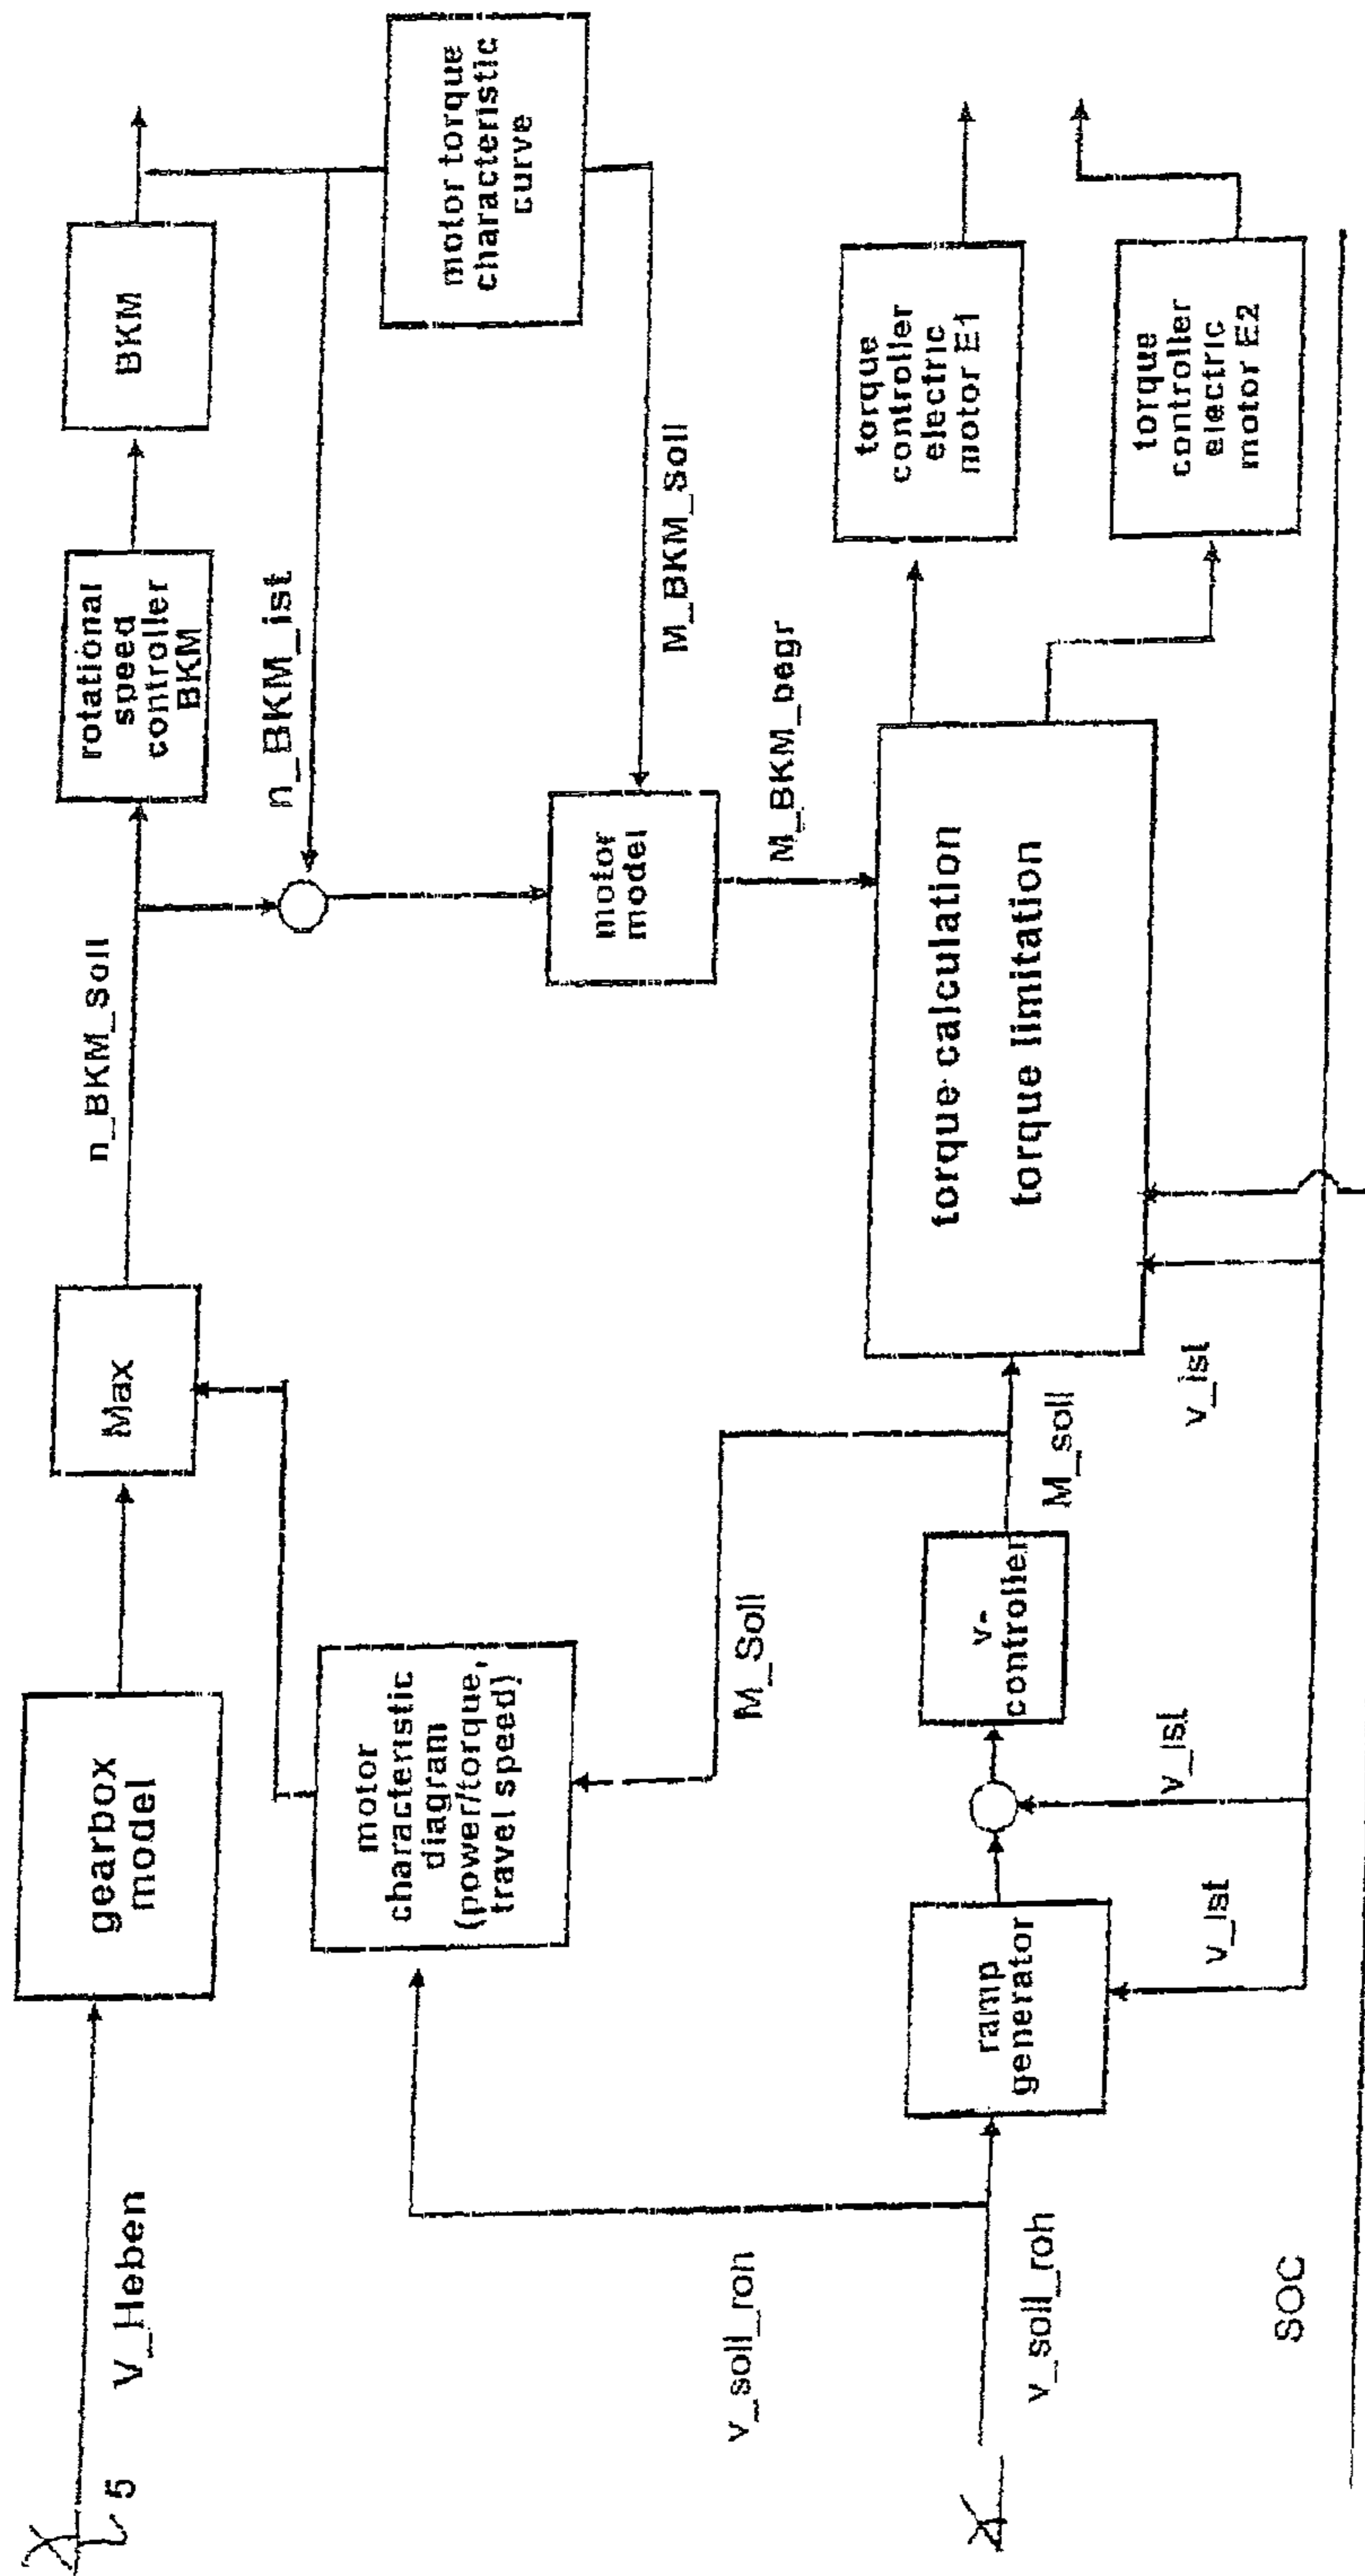 5
V_Heben
gearbox
model
Max
n_BKM_soll
rotational
speed
controller
BKM
BKM
n_BKM_ist
motor torque
characteristic
curve
motor
characteristic
diagram
(power/torque,
travel speed)
motor
model
M_BKM_soll
v_soll_roh
M_Soll
M_BKM_begr
torque
controller
electric
motor E1
ramp
generator
v-
controller
torque calculation
torque limitation
v_soll_roh
M_soll
torque
controller
electric
motor E2
v_ist
v_ist
v_ist
SOC